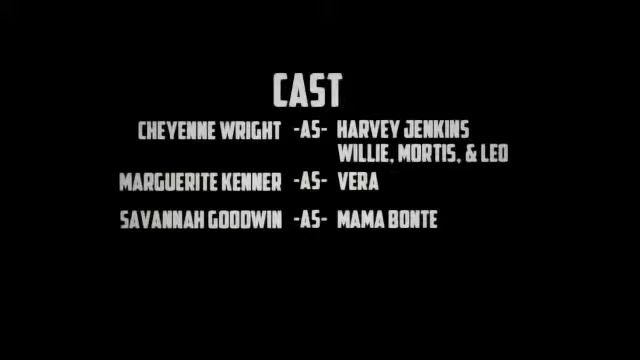 CAST
CHEYENNE WRIGHT -AS- HARVEY JENKINS
WILLIE, MORTIS, & LEO
MARGUERITE KENNER -AS- VERA
SAVANNAH GOODWIN -AS- MAMA BONTE